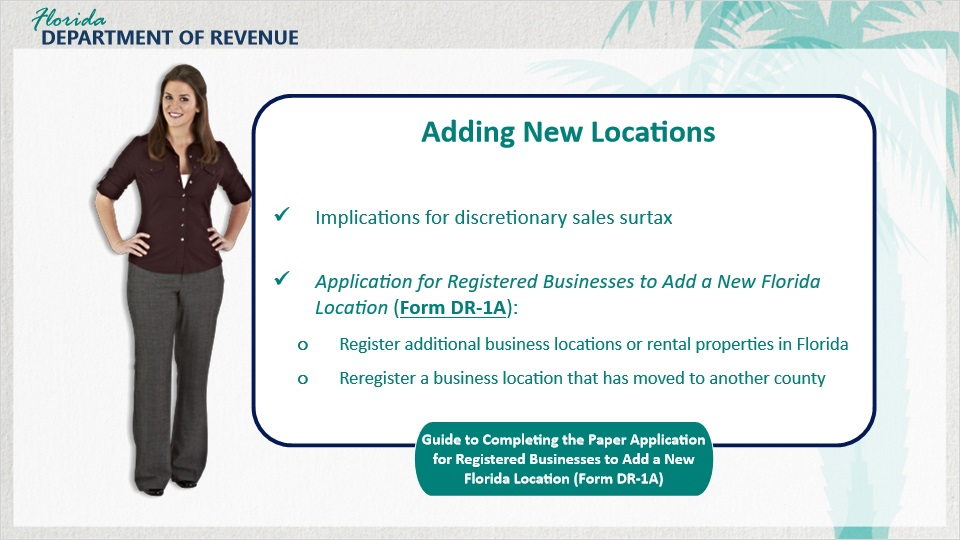 Florida
DEPARTMENT OF REVENUE
Adding New Locations
✓ Implications for discretionary sales surtax
✓ Application for Registered Businesses to Add a New Florida
Location (Form DR-1A):
o Register additional business locations or rental properties in Florida
o Reregister a business location that has moved to another county
Guide to Completing the Paper Application
for Registered Businesses to Add a New
Florida Location (Form DR-1A)